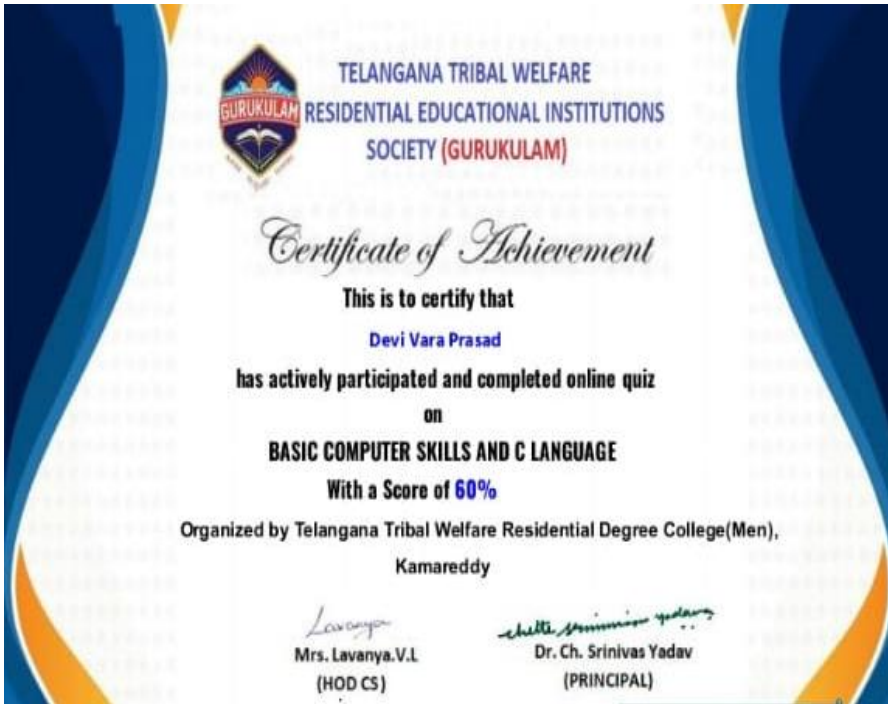 TELANGANA TRIBAL WELFARE
GURUKULAM RESIDENTIAL EDUCATIONAL INSTITUTIONS
SOCIETY (GURUKULAM)
Certificate of Achievement
This is to certify that
Devi Vara Prasad
has actively participated and completed online quiz
on
BASIC COMPUTER SKILLS AND C LANGUAGE
With a Score of 60%
Organized by Telangana Tribal Welfare Residential Degree College(Men),
Kamareddy
Lavanya
Mrs. Lavanya.V.L
(HOD CS)
Dr. Ch. Srinivas Yadav
(PRINCIPAL)